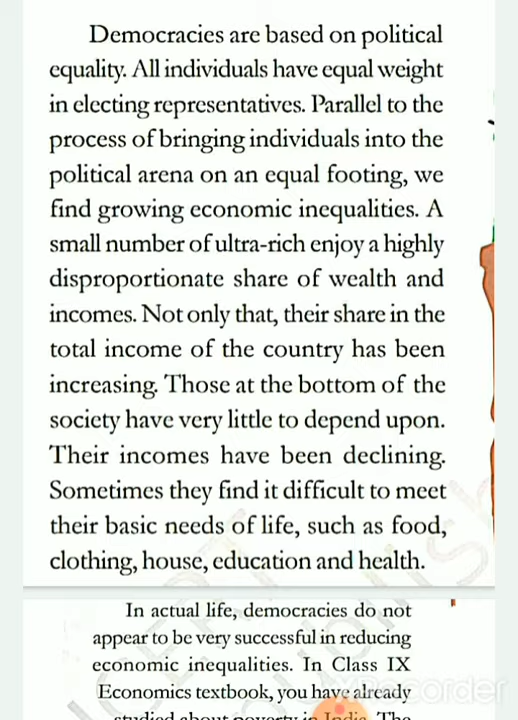 Democracies are based on political
equality. All individuals have equal weight
in electing representatives. Parallel to the
process of bringing individuals into the
political arena on an equal footing, we
find growing economic inequalities. A
small number of ultra-rich enjoy a highly
disproportionate share of wealth and
incomes. Not only that, their share in the
total income of the country has been
increasing. Those at the bottom of the
society have very little to depend upon.
Their incomes have been declining.
Sometimes they find it difficult to meet
their basic needs of life, such as food,
clothing, house, education and health.
In actual life, democracies do not
appear to be very successful in reducing
economic inequalities. In Class IX
Economics textbook, you have already
studied about poverty in India. The